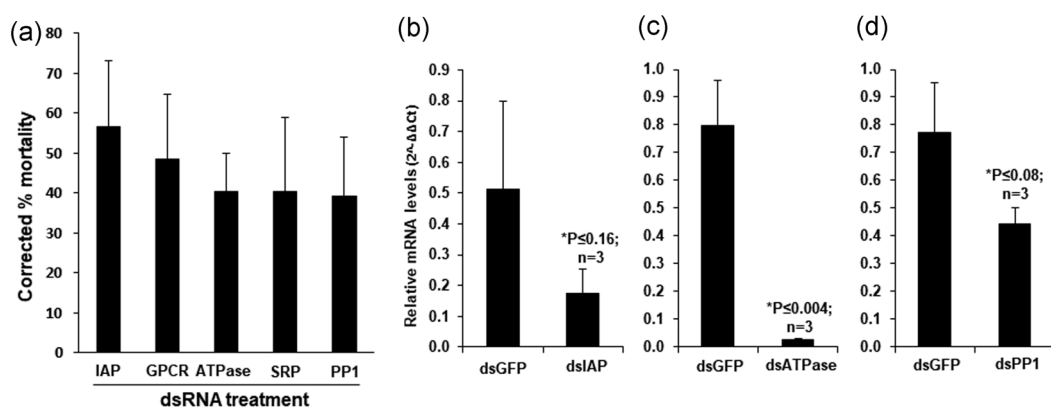 (a)
Corrected % mortality
80
70
60
50
40
30
20
10
0
IAP GPCR ATPase SRP PP1
dsRNA treatment
(b)
Relative mRNA levels (2^-ΔΔCt)
0.9
0.8
0.7
0.6
0.5
0.4
0.3
0.2
0.1
0.0
*P≤0.16;
n=3
dsGFP dsIAP
(c)
1.0
0.9
0.8
0.7
0.6
0.5
0.4
0.3
0.2
0.1
0.0
*P≤0.004;
n=3
dsGFP dsATPase
(d)
1.0
0.9
0.8
0.7
0.6
0.5
0.4
0.3
0.2
0.1
0.0
*P≤0.08;
n=3
dsGFP dsPP1